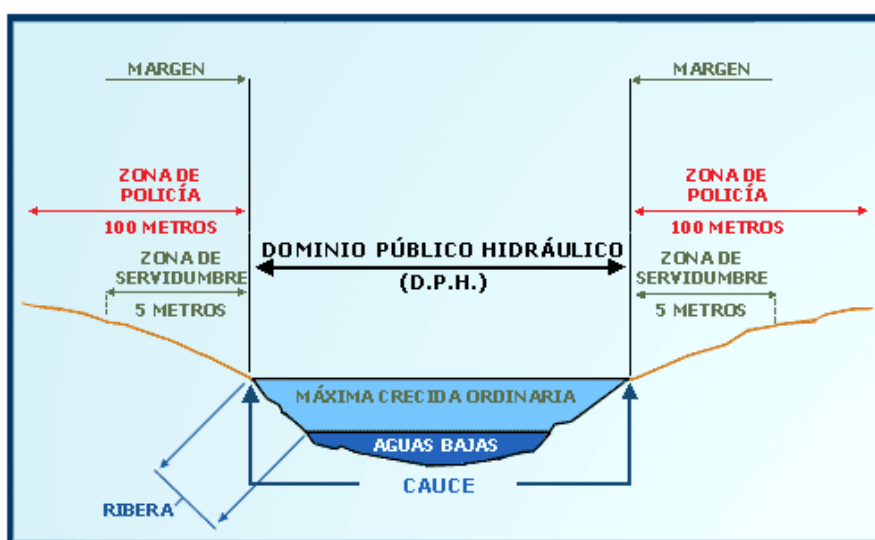 MARGEN
MARGEN
ZONA DE
POLICÍA
100 METROS
ZONA DE
POLICÍA
100 METROS
DOMINIO PÚBLICO HIDRÁULICO
(D.P.H.)
ZONA DE
SERVIDUMBRE
5 METROS
ZONA DE
SERVIDUMBRE
5 METROS
MÁXIMA CRECIDA ORDINARIA
AGUAS BAJAS
CAUCE
RIBERA